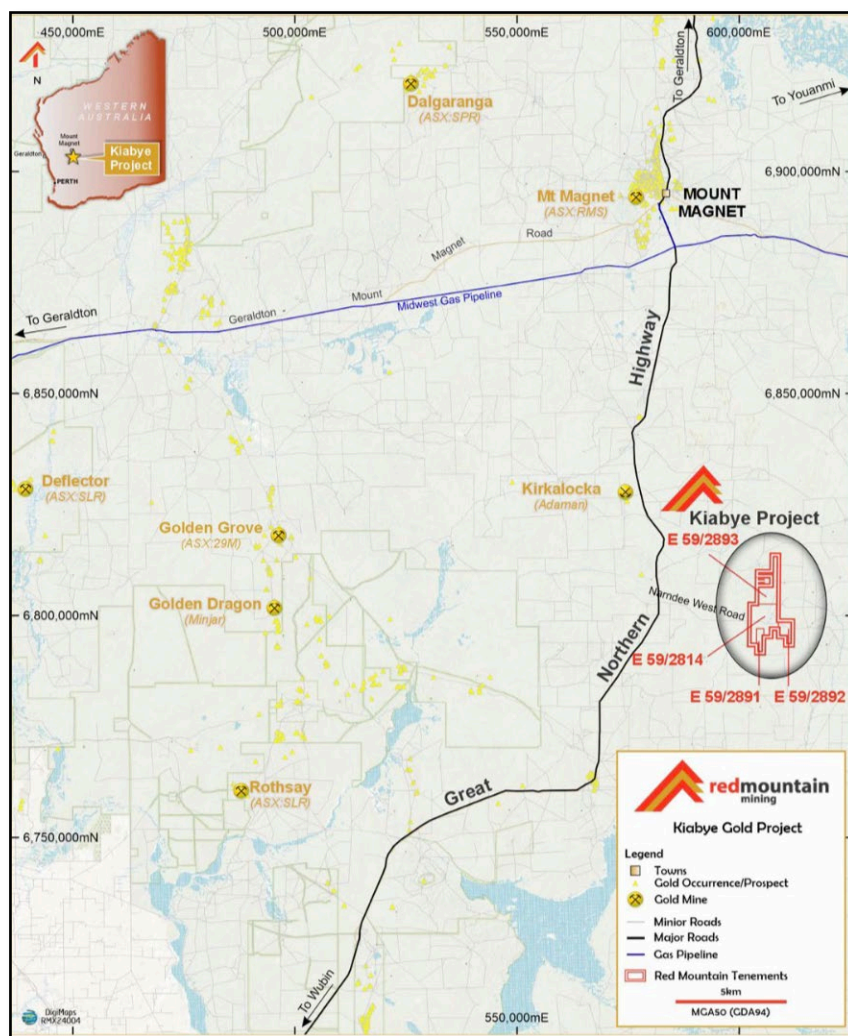 450,000mE
500,000mE
550,000mE
600,000mE
N
WESTERN
AUSTRALIA
Mount
Magnet
Geraldton
Kiabye
Project
PERTH
Dalgaranga
(ASX:SPR)
To Geraldton
To Youanmi
6,900,000mN
Mt Magnet
(ASX:RMS)
MOUNT
MAGNET
Geraldton Mount Magnet Road
Midwest Gas Pipeline
To Geraldton
Highway
6,850,000mN
6,850,000mN
Deflector
(ASX:SLR)
Kirkalocka
(Adaman)
Golden Grove
(ASX:29M)
Kiabye Project
E 59/2893
Golden Dragon
(Minjar)
6,800,000mN
Namdee West Road
Northern
E 59/2814
E 59/2891
E 59/2892
Rothsay
(ASX:SLR)
Great
6,750,000mN
To Wubin
550,000mE
DigiMaps
RMX24004
redmountain
mining
Kiabye Gold Project
Legend
Towns
Gold Occurrence/Prospect
Gold Mine
Minior Roads
Major Roads
Gas Pipeline
Red Mountain Tenements
5km
MGA50 (GDA94)